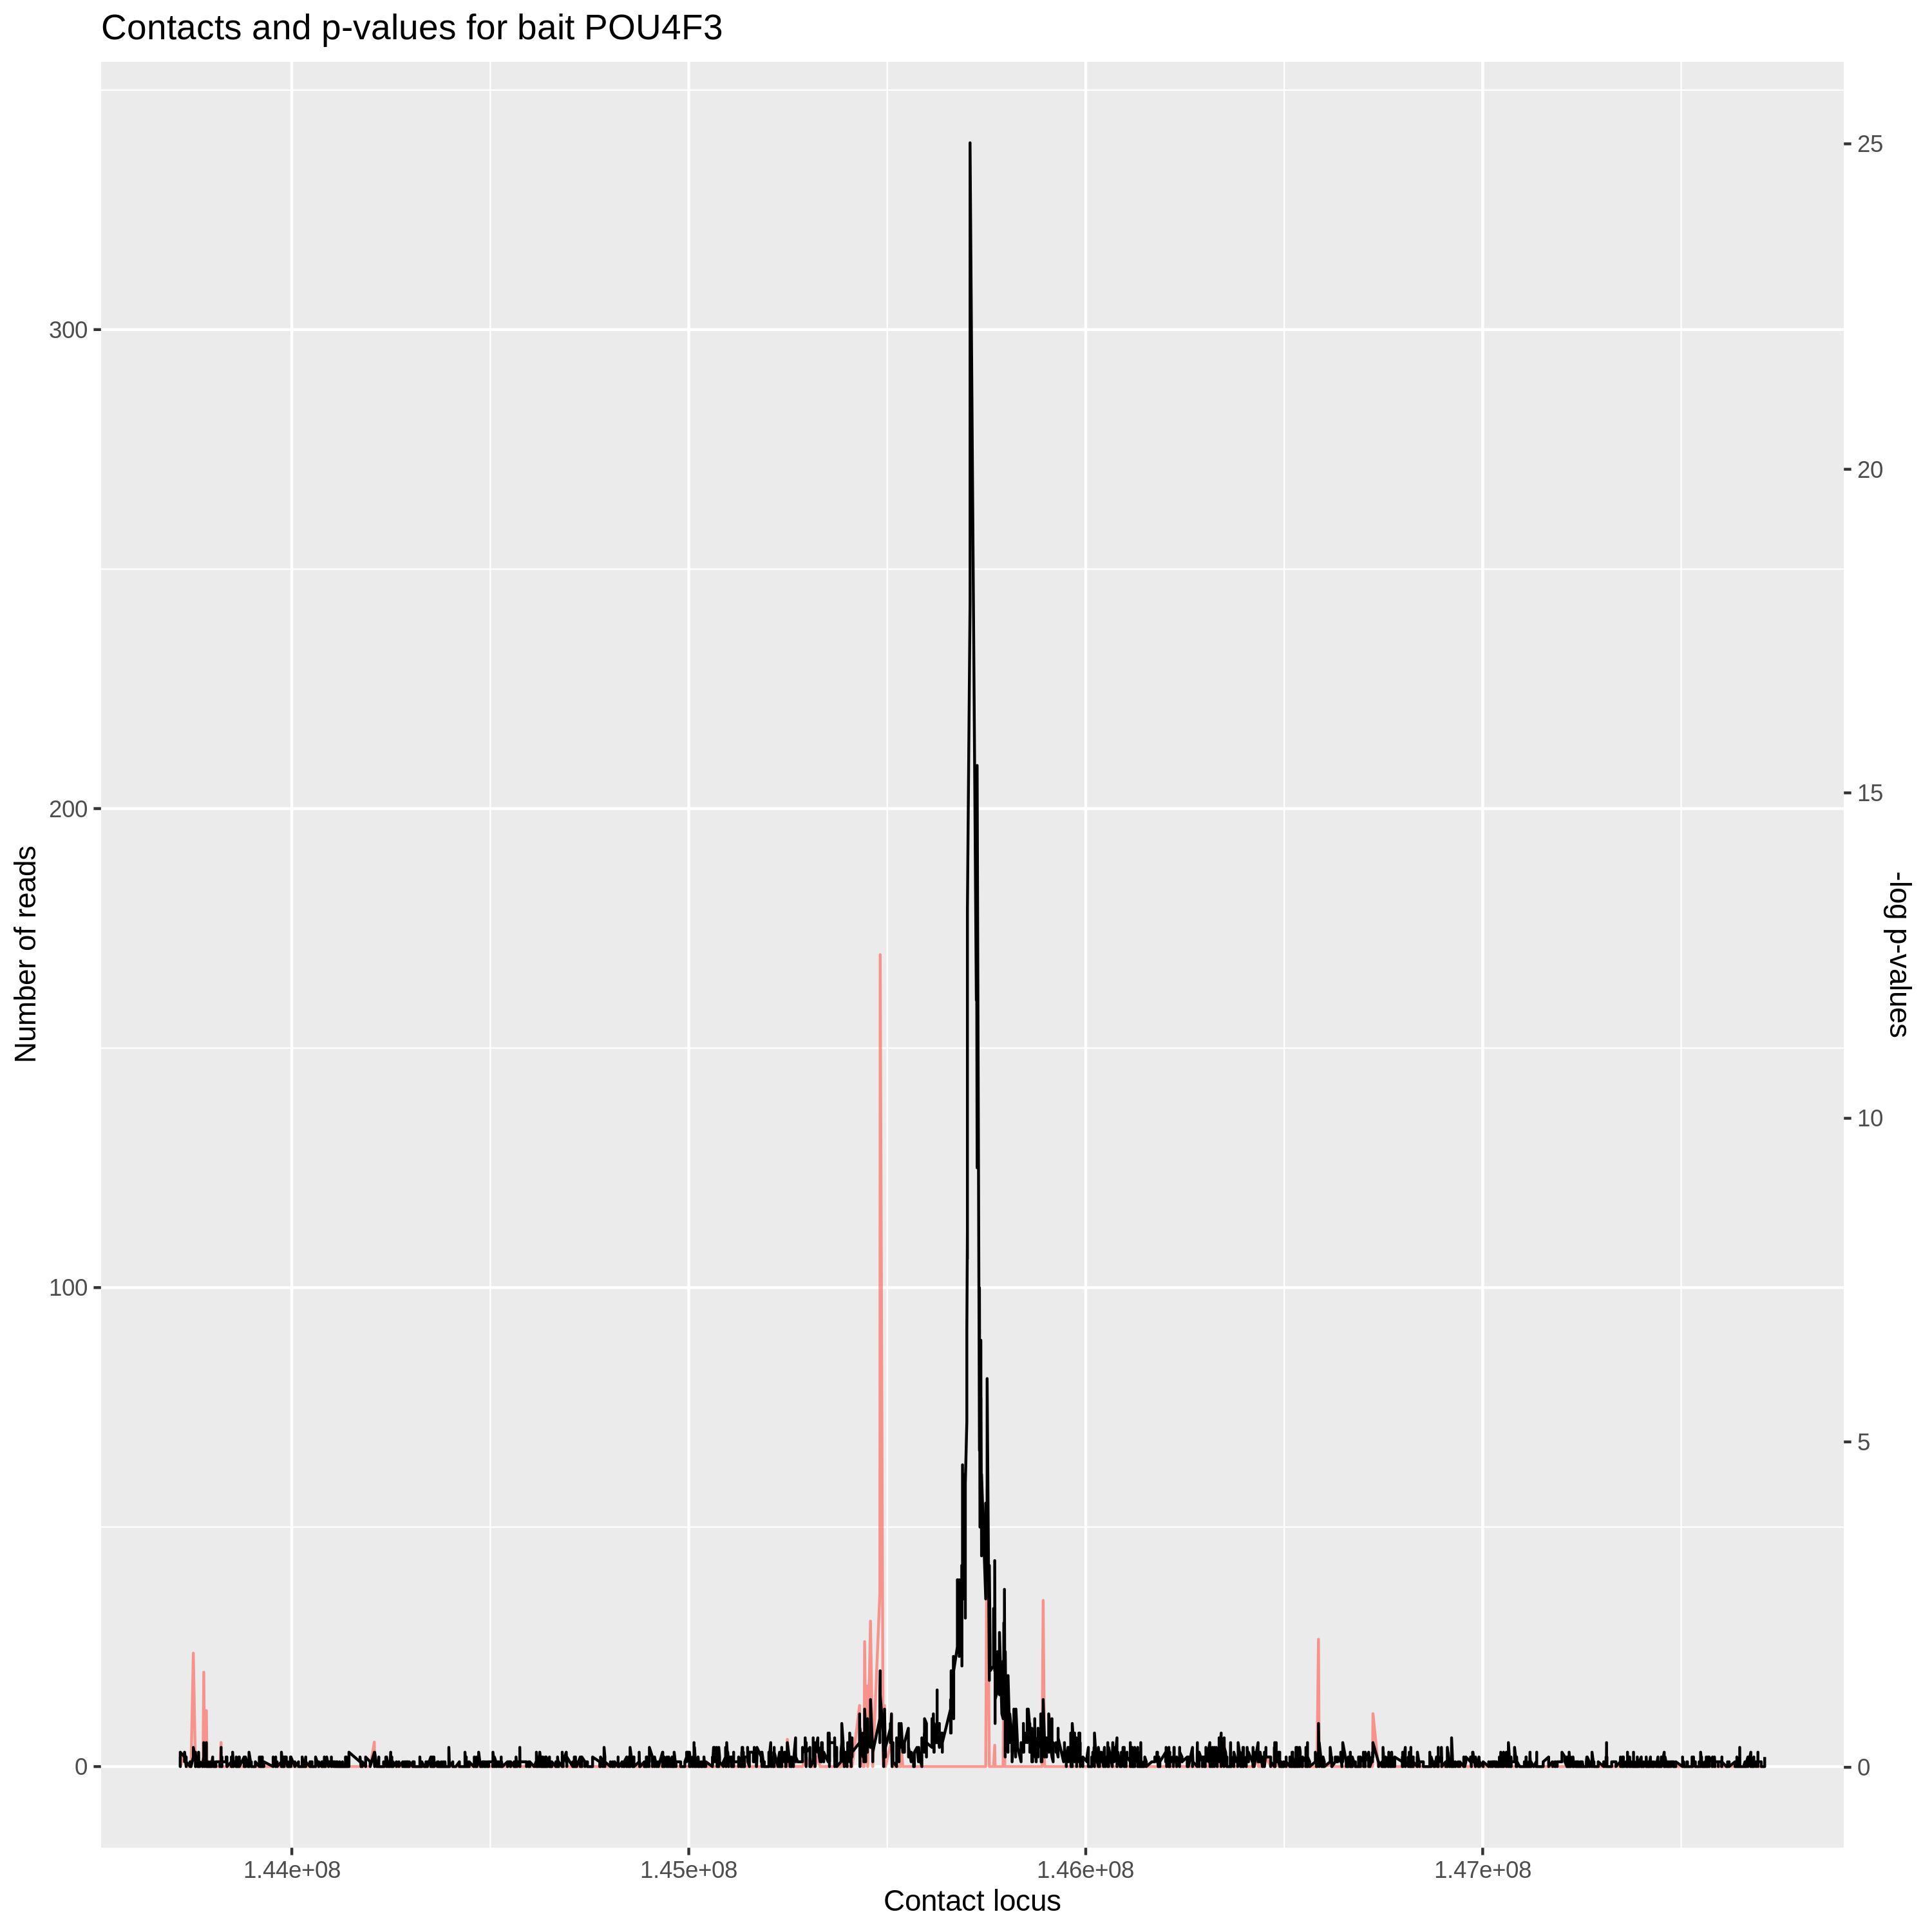 Contacts and p-values for bait POU4F3
300
200
100
0
Number of reads
25
20
15
10
5
0
-log p-values
1.44e+08
1.45e+08
1.46e+08
1.47e+08
Contact locus